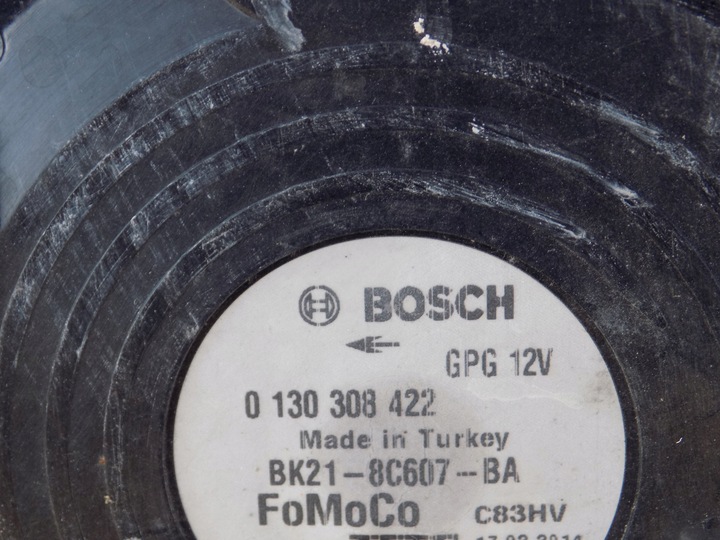 BOSCH
GPG 12V
0 130 308 422
Made in Turkey
BK21-8C607--BA
FoMoCo C83HV